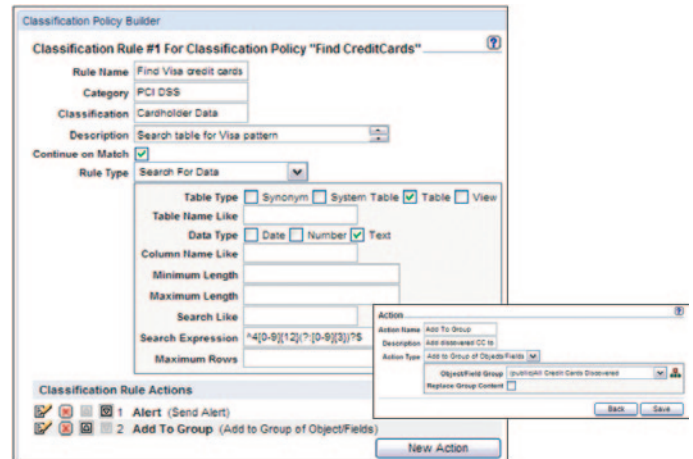 Classification Policy Builder
Classification Rule #1 For Classification Policy "Find CreditCards"
Rule Name Find Visa credit cards
Category PCI DSS
Classification Cardholder Data
Description Search table for Visa pattern
Continue on Match
Rule Type Search For Data
Table Type Synonym System Table Table View
Table Name Like
Data Type Date Number Text
Column Name Like
Minimum Length
Maximum Length
Search Like
Search Expression ^4[0-9]{12}(?:[0-9]{3})?$
Maximum Rows
Classification Rule Actions
1 Alert (Send Alert)
2 Add To Group (Add to Group of Object/Fields)
New Action
Action
Action Name Add To Group
Description Add discovered CC to
Action Type Add to Group of Objects/Fields
Object/Field Group (public)All Credit Cards Discovered
Replace Group Content
Back Save